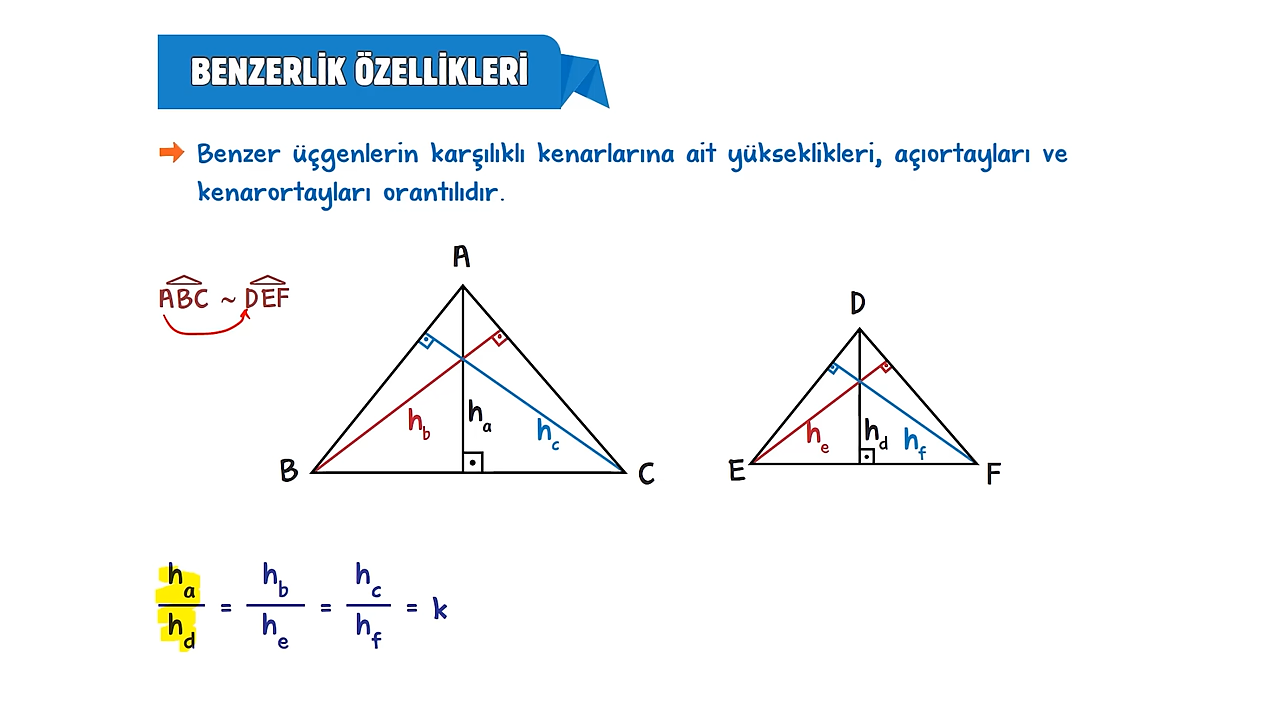 BENZERLİK ÖZELLİKLERİ
Benzer üçgenlerin karşılıklı kenarlarına ait yükseklikleri, açıortayları ve
kenarortayları orantılıdır.
A
ABC ~ DEF
D
h_b
h_a
h_c
h_e
h_d
h_f
B
C
E
F
h_a/h_d = h_b/h_e = h_c/h_f = k